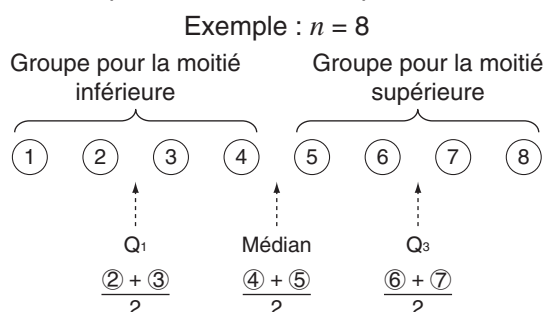 Exemple : n = 8
Groupe pour la moitié Groupe pour la moitié
inférieure supérieure
① ② ③ ④ ⑤ ⑥ ⑦ ⑧
Q1 Médian Q3
② + ③ ④ + ⑤ ⑥ + ⑦
2 2 2